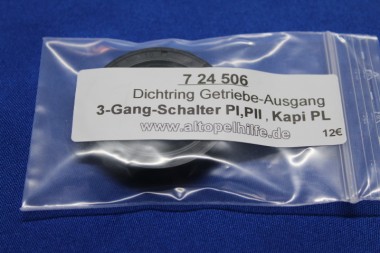 7 24 506
Dichtring Getriebe-Ausgang
3-Gang-Schalter PI,PII , Kapi PL
www.altopelhilfe.de
12€